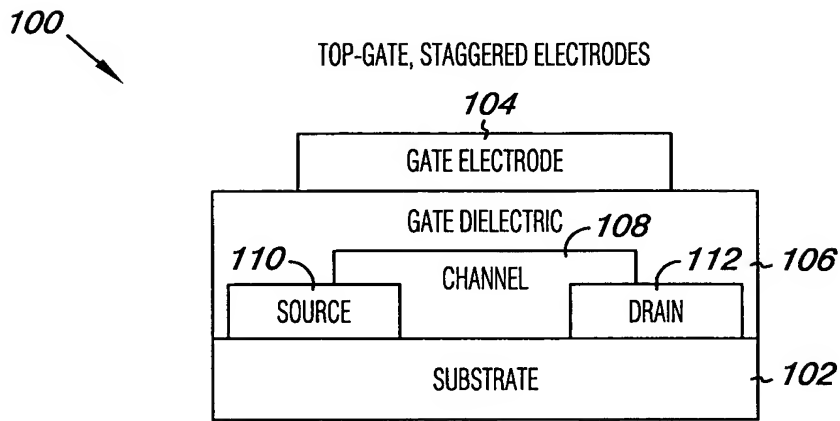 100
TOP-GATE, STAGGERED ELECTRODES
104
GATE ELECTRODE
GATE DIELECTRIC
108
110
CHANNEL
112
106
SOURCE
DRAIN
SUBSTRATE
102